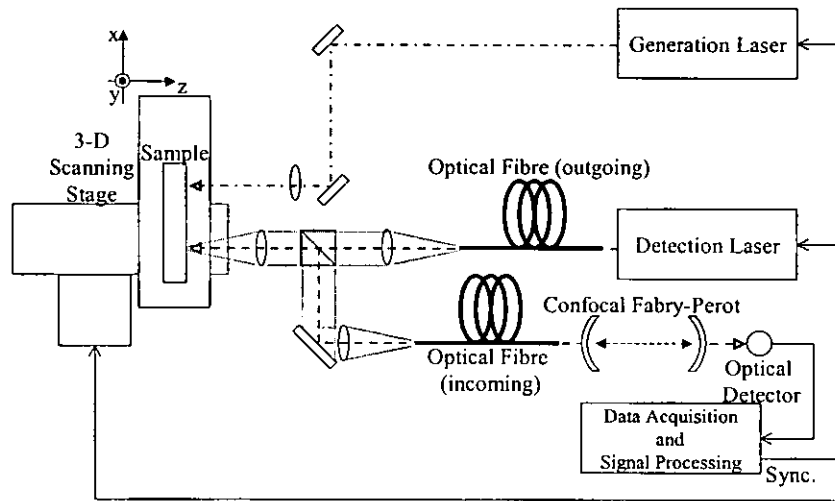 x
Generation Laser
y
z
3-D
Scanning
Stage
Sample
Optical Fibre (outgoing)
Detection Laser
Confocal Fabry-Perot
Optical Fibre
(incoming)
Optical
Detector
Data Acquisition
and
Signal Processing
Sync.